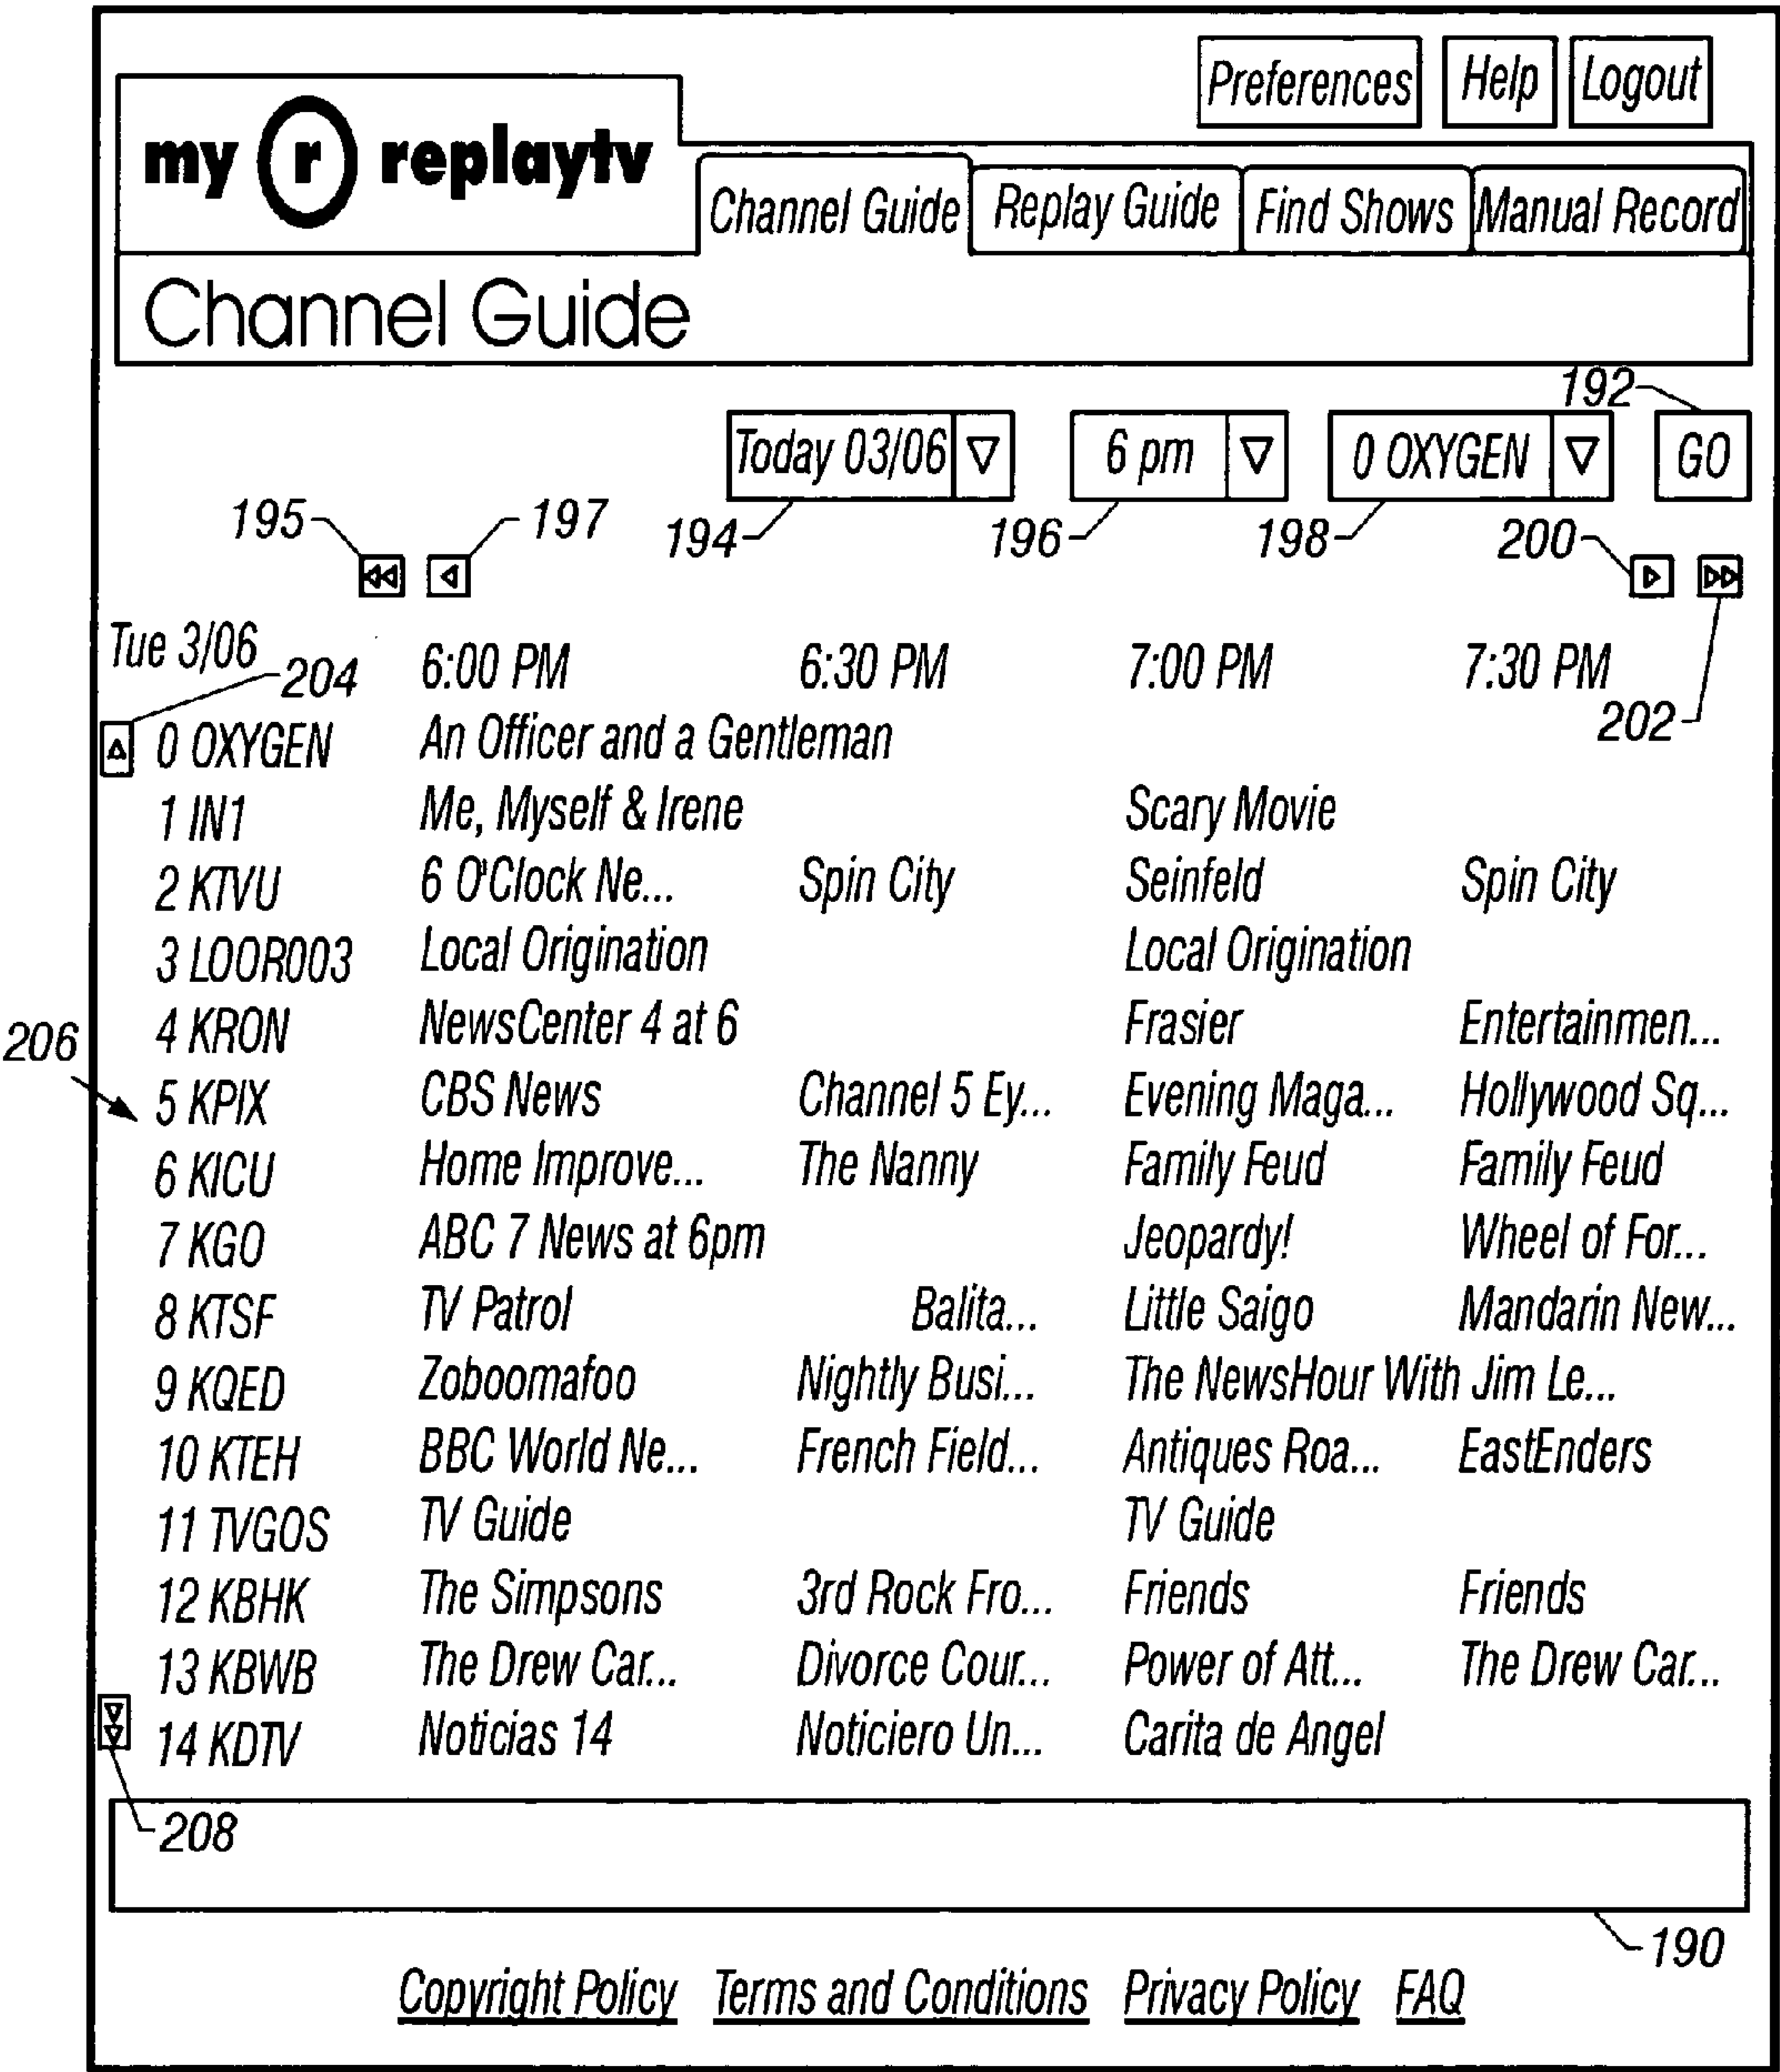 Preferences Help Logout
my r replaytv
Channel Guide Replay Guide Find Shows Manual Record
Channel Guide
192
Today 03/06 6 pm 0 OXYGEN GO
195 197 194 196 198 200
Tue 3/06 204 6:00 PM 6:30 PM 7:00 PM 7:30 PM
202
0 OXYGEN An Officer and a Gentleman
1 IN1 Me, Myself & Irene Scary Movie
2 KTVU 6 O'Clock Ne... Spin City Seinfeld Spin City
3 LOOR003 Local Origination Local Origination
4 KRON NewsCenter 4 at 6 Frasier Entertainmen...
206
5 KPIX CBS News Channel 5 Ey... Evening Maga... Hollywood Sq...
6 KICU Home Improve... The Nanny Family Feud Family Feud
7 KGO ABC 7 News at 6pm Jeopardy! Wheel of For...
8 KTSF TV Patrol Balita... Little Saigo Mandarin New...
9 KQED Zoboomafoo Nightly Busi... The NewsHour With Jim Le...
10 KTEH BBC World Ne... French Field... Antiques Roa... EastEnders
11 TVGOS TV Guide TV Guide
12 KBHK The Simpsons 3rd Rock Fro... Friends Friends
13 KBWB The Drew Car... Divorce Cour... Power of Att... The Drew Car...
14 KDTV Noticias 14 Noticiero Un... Carita de Angel
208
190
Copyright Policy Terms and Conditions Privacy Policy FAQ